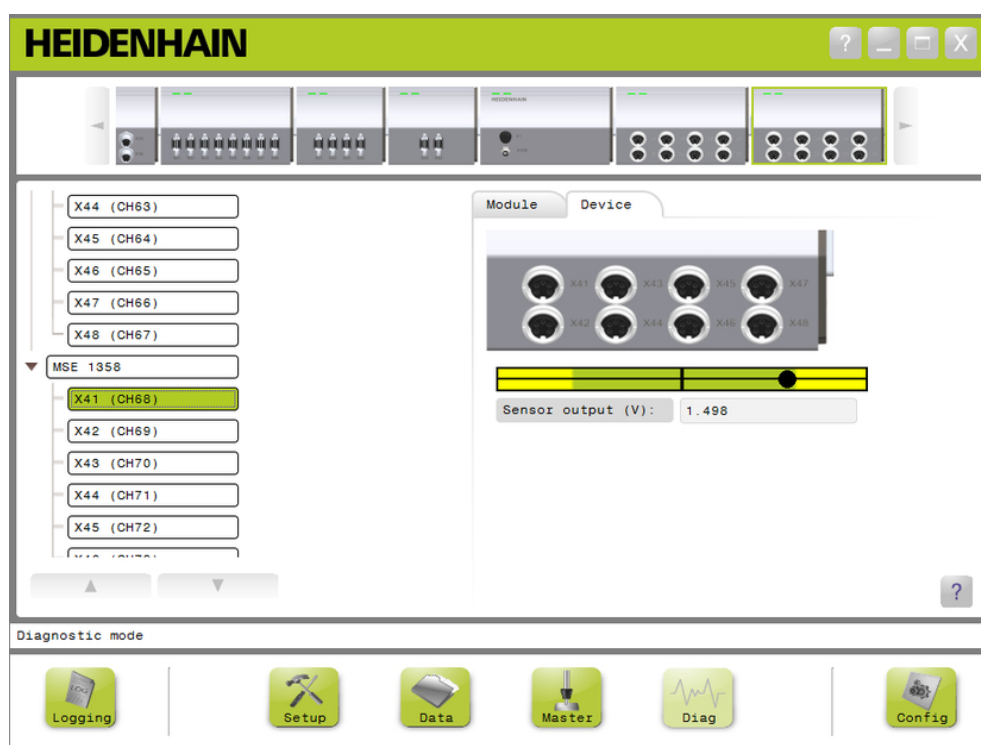 HEIDENHAIN
?
X
HEIDENHAIN
X44 (CH63)
X45 (CH64)
X46 (CH65)
X47 (CH66)
X48 (CH67)
MSE 1358
X41 (CH68)
X42 (CH69)
X43 (CH70)
X44 (CH71)
X45 (CH72)
Module Device
X41 X43 X45 X47
X42 X44 X46 X48
Sensor output (V): 1.498
?
Diagnostic mode
LOG
Logging Setup Data Master Diag Config